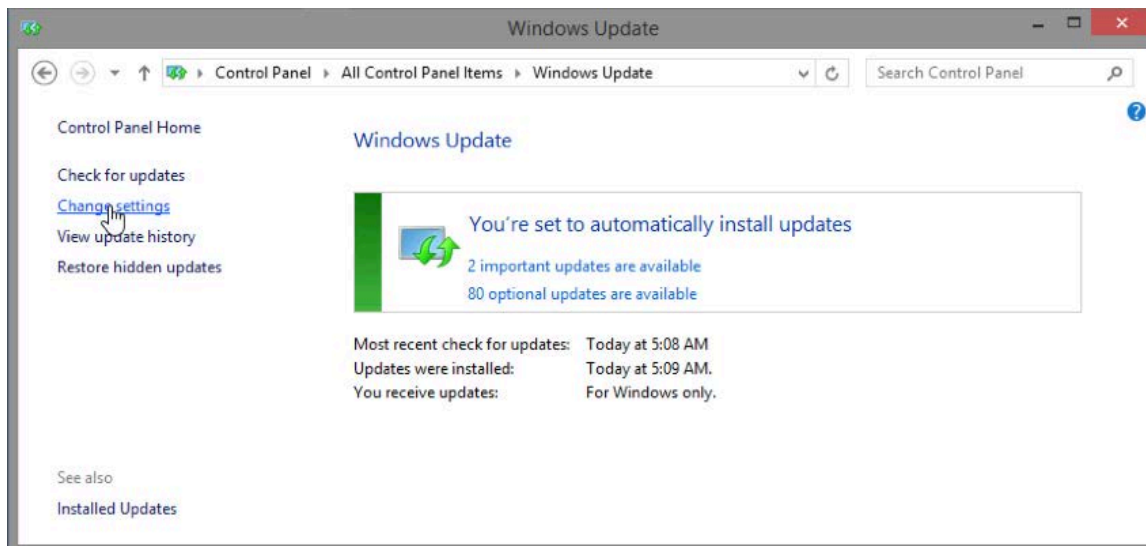 Windows Update
Control Panel All Control Panel Items Windows Update Search Control Panel
Control Panel Home
Check for updates
Change settings
View update history
Restore hidden updates
See also
Installed Updates
Windows Update
You're set to automatically install updates
2 important updates are available
80 optional updates are available
Most recent check for updates: Today at 5:08 AM
Updates were installed: Today at 5:09 AM.
You receive updates: For Windows only.